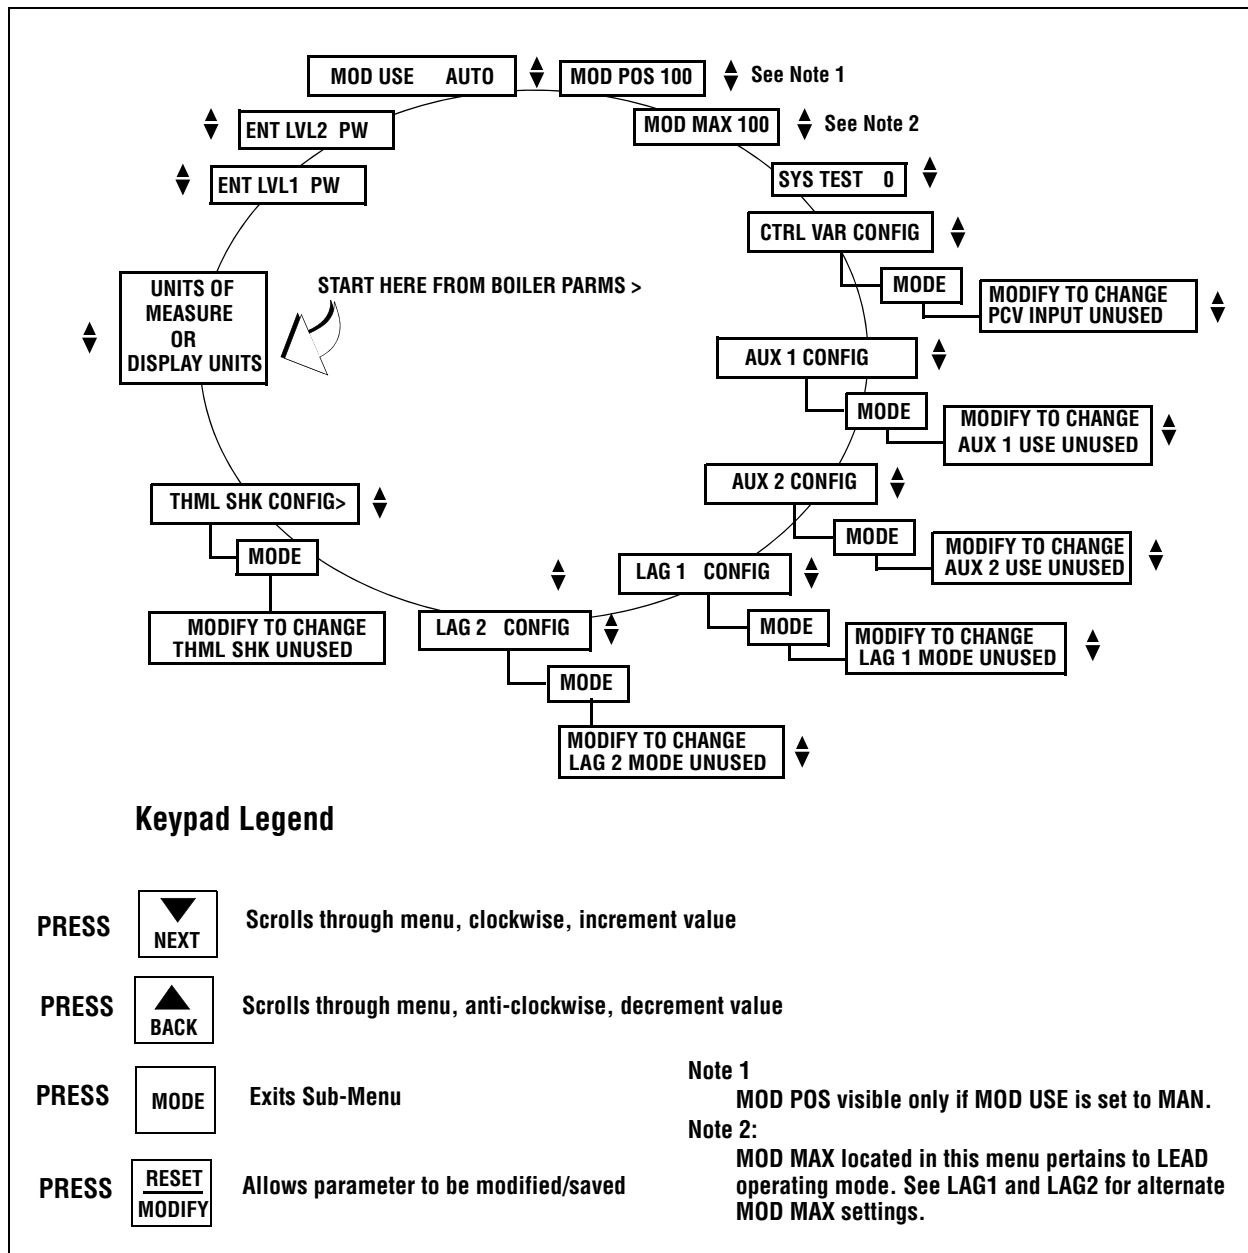 MOD USE AUTO
MOD POS 100
See Note 1
ENT LVL2 PW
MOD MAX 100
See Note 2
ENT LVL1 PW
SYS TEST 0
CTRL VAR CONFIG
MODE
MODIFY TO CHANGE
PCV INPUT UNUSED
UNITS OF
MEASURE
OR
DISPLAY UNITS
START HERE FROM BOILER PARMS >
AUX 1 CONFIG
MODE
MODIFY TO CHANGE
AUX 1 USE UNUSED
AUX 2 CONFIG
MODE
MODIFY TO CHANGE
AUX 2 USE UNUSED
THML SHK CONFIG>
MODE
MODIFY TO CHANGE
THML SHK UNUSED
LAG 1 CONFIG
MODE
MODIFY TO CHANGE
LAG 1 MODE UNUSED
LAG 2 CONFIG
MODE
MODIFY TO CHANGE
LAG 2 MODE UNUSED
Keypad Legend
PRESS
NEXT
Scrolls through menu, clockwise, increment value
PRESS
BACK
Scrolls through menu, anti-clockwise, decrement value
PRESS
MODE
Exits Sub-Menu
PRESS
RESET
MODIFY
Allows parameter to be modified/saved
Note 1
MOD POS visible only if MOD USE is set to MAN.
Note 2:
MOD MAX located in this menu pertains to LEAD
operating mode. See LAG1 and LAG2 for alternate
MOD MAX settings.